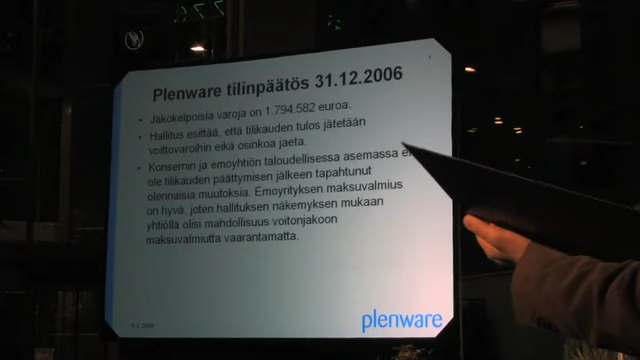 Plenware tilinpäätös 31.12.2006
• Jakokelpoisia varoja on 1.794.582 euroa.
• Hallitus esittää, että tilikauden tulos jätetään
voittovaroihin eikä osinkoa jaeta.
• Konsernin ja emoyhtiön taloudellisessa asemassa
ole tilikauden päättymisen jälkeen tapahtunut
olennaisia muutoksia. Emoyrityksen maksuvalmius
on hyvä, joten hallituksen näkemyksen mukaan
yhtiöllä olisi mahdollisuus voitonjakoon
maksuvalmiutta vaarantamatta.
plenware